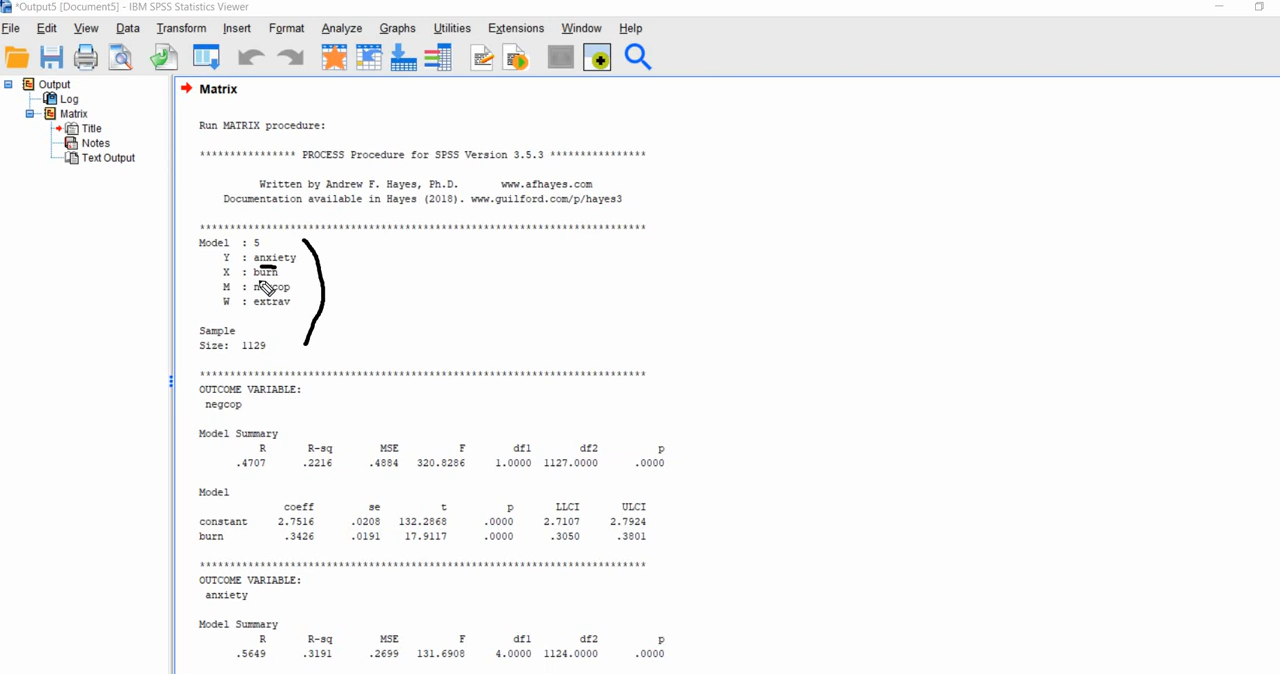 *Output5 [Document5] - IBM SPSS Statistics Viewer
File Edit View Data Transform Insert Format Analyze Graphs Utilities Extensions Window Help
Output
Log
Matrix
Title
Notes
Text Output
Matrix
Run MATRIX procedure:
**************** PROCESS Procedure for SPSS Version 3.5.3 ****************
Written by Andrew F. Hayes, Ph.D. www.afhayes.com
Documentation available in Hayes (2018). www.guilford.com/p/hayes3
**************************************************************************
Model : 5
Y : anxiety
X : burn
M : negcop
W : extrav
Sample
Size: 1129
**************************************************************************
OUTCOME VARIABLE:
negcop
Model Summary
R R-sq MSE F df1 df2 p
.4707 .2216 .4884 320.8286 1.0000 1127.0000 .0000
Model
coeff se t p LLCI ULCI
constant 2.7516 .0208 132.2868 .0000 2.7107 2.7924
burn .3426 .0191 17.9117 .0000 .3050 .3801
**************************************************************************
OUTCOME VARIABLE:
anxiety
Model Summary
R R-sq MSE F df1 df2 p
.5649 .3191 .2699 131.6908 4.0000 1124.0000 .0000